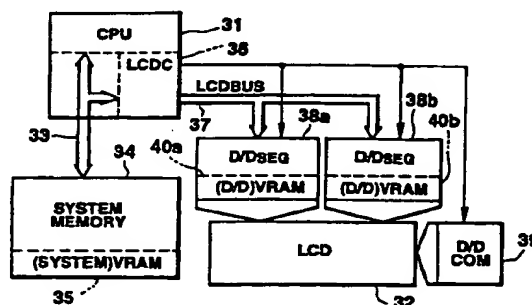 CPU
31
36
LCDC
LCDBUS
37
38a
38b
33
34
40a
40b
D/DSEG
D/DSEG
(D/D)VRAM
(D/D)VRAM
SYSTEM
MEMORY
LCD
D/D
COM
39
(SYSTEM)VRAM
35
32